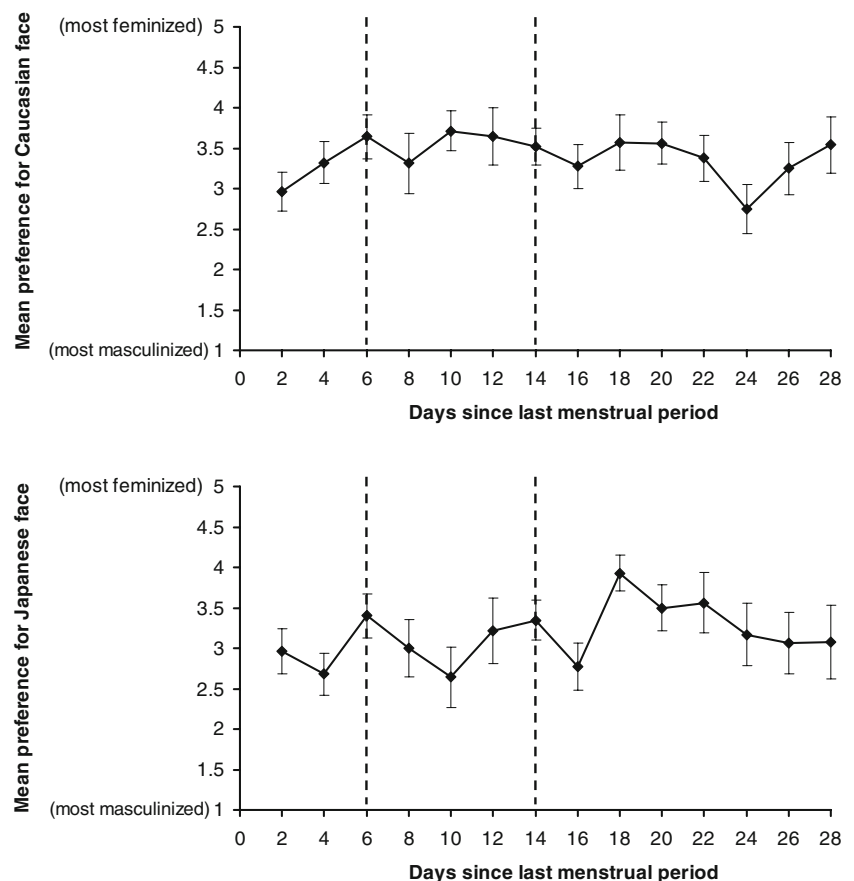 Mean preference for Caucasian face
(most feminized) 5
4.5
4
3.5
3
2.5
2
1.5
(most masculinized) 1
0 2 4 6 8 10 12 14 16 18 20 22 24 26 28
Days since last menstrual period
Mean preference for Japanese face
(most feminized) 5
4.5
4
3.5
3
2.5
2
1.5
(most masculinized) 1
0 2 4 6 8 10 12 14 16 18 20 22 24 26 28
Days since last menstrual period